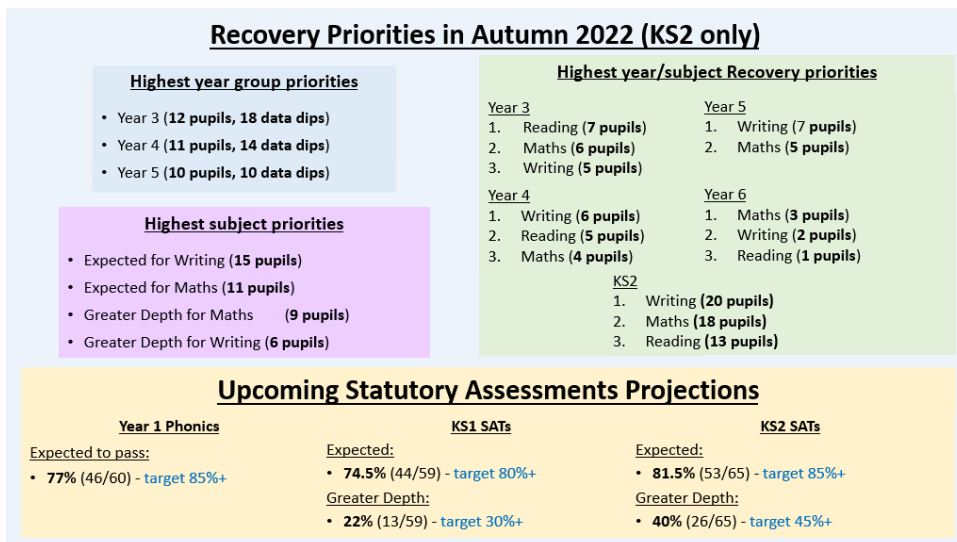 Recovery Priorities in Autumn 2022 (KS2 only)
Highest year group priorities
• Year 3 (12 pupils, 18 data dips)
• Year 4 (11 pupils, 14 data dips)
• Year 5 (10 pupils, 10 data dips)
Highest subject priorities
• Expected for Writing (15 pupils)
• Expected for Maths (11 pupils)
• Greater Depth for Maths (9 pupils)
• Greater Depth for Writing (6 pupils)
Highest year/subject Recovery priorities
Year 3
1. Reading (7 pupils)
2. Maths (6 pupils)
3. Writing (5 pupils)
Year 5
1. Writing (7 pupils)
2. Maths (5 pupils)
Year 4
1. Writing (6 pupils)
2. Reading (5 pupils)
3. Maths (4 pupils)
Year 6
1. Maths (3 pupils)
2. Writing (2 pupils)
3. Reading (1 pupils)
KS2
1. Writing (20 pupils)
2. Maths (18 pupils)
3. Reading (13 pupils)
Upcoming Statutory Assessments Projections
Year 1 Phonics
Expected to pass:
• 77% (46/60) - target 85%+
KS1 SATs
Expected:
• 74.5% (44/59) - target 80%+
Greater Depth:
• 22% (13/59) - target 30%+
KS2 SATs
Expected:
• 81.5% (53/65) - target 85%+
Greater Depth:
• 40% (26/65) - target 45%+